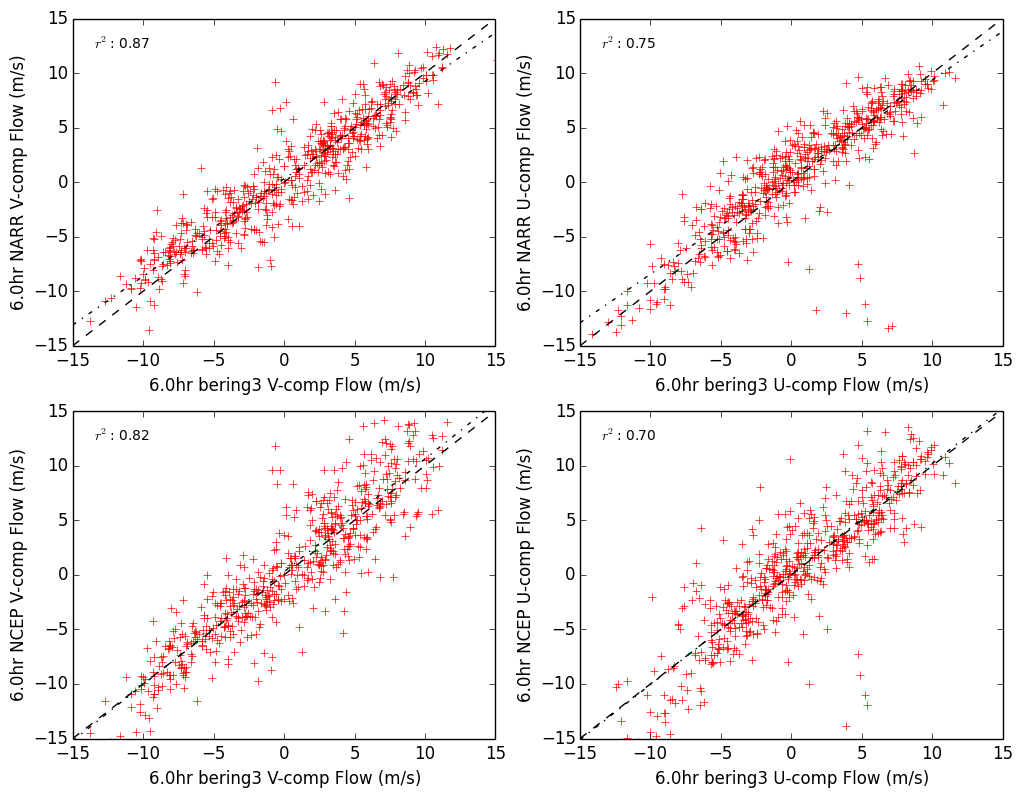 r² : 0.87
15
10
5
0
−5
−10
−15
−15 −10 −5 0 5 10 15
6.0hr NARR V-comp Flow (m/s)
6.0hr bering3 V-comp Flow (m/s)
r² : 0.75
15
10
5
0
−5
−10
−15
−15 −10 −5 0 5 10 15
6.0hr NARR U-comp Flow (m/s)
6.0hr bering3 U-comp Flow (m/s)
r² : 0.82
15
10
5
0
−5
−10
−15
−15 −10 −5 0 5 10 15
6.0hr NCEP V-comp Flow (m/s)
6.0hr bering3 V-comp Flow (m/s)
r² : 0.70
15
10
5
0
−5
−10
−15
−15 −10 −5 0 5 10 15
6.0hr NCEP U-comp Flow (m/s)
6.0hr bering3 U-comp Flow (m/s)